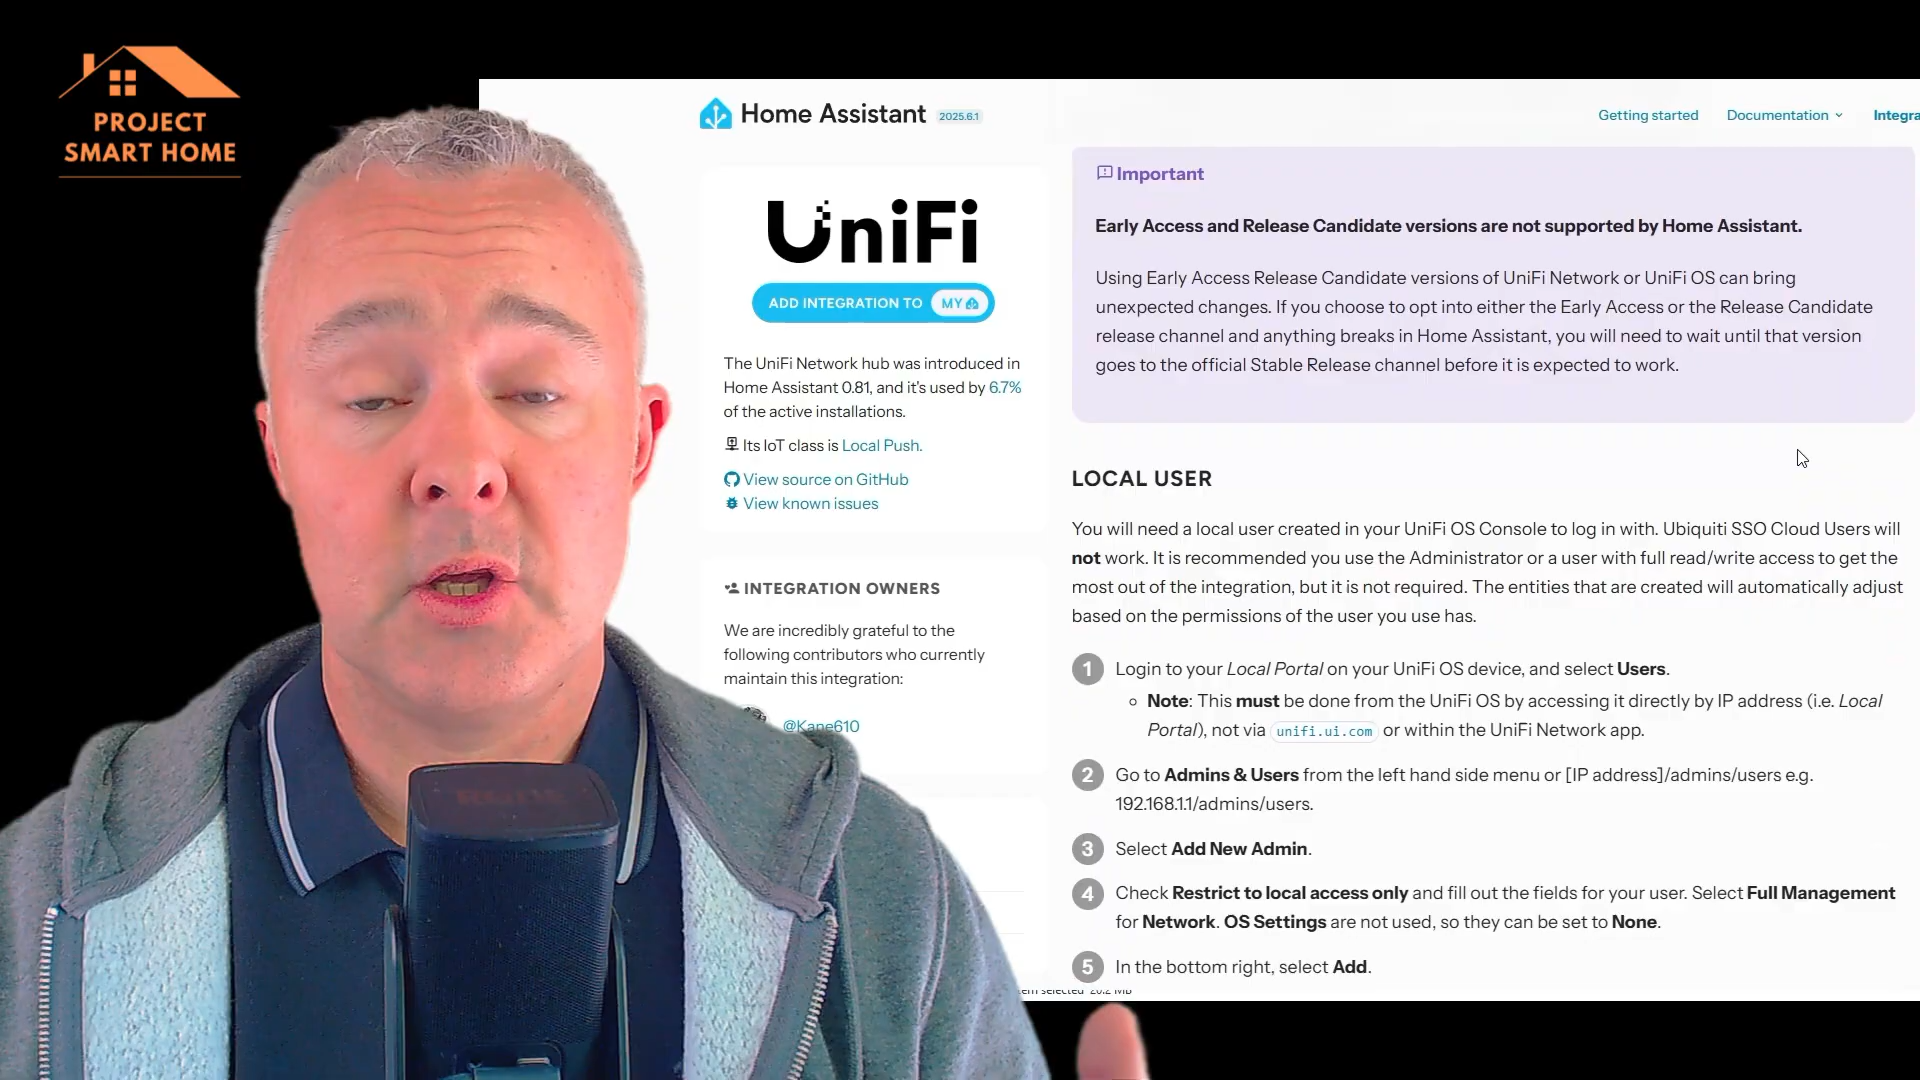 PROJECT
SMART HOME
Home Assistant 2025.6.1
Getting started
Documentation
Integra
UniFi
ADD INTEGRATION TO MY
The UniFi Network hub was introduced in
Home Assistant 0.81, and it's used by 6.7%
of the active installations.
Its IoT class is Local Push.
View source on GitHub
View known issues
INTEGRATION OWNERS
We are incredibly grateful to the
following contributors who currently
maintain this integration:
@Kane610
Important
Early Access and Release Candidate versions are not supported by Home Assistant.
Using Early Access Release Candidate versions of UniFi Network or UniFi OS can bring
unexpected changes. If you choose to opt into either the Early Access or the Release Candidate
release channel and anything breaks in Home Assistant, you will need to wait until that version
goes to the official Stable Release channel before it is expected to work.
LOCAL USER
You will need a local user created in your UniFi OS Console to log in with. Ubiquiti SSO Cloud Users will
not work. It is recommended you use the Administrator or a user with full read/write access to get the
most out of the integration, but it is not required. The entities that are created will automatically adjust
based on the permissions of the user you use has.
1 Login to your Local Portal on your UniFi OS device, and select Users.
Note: This must be done from the UniFi OS by accessing it directly by IP address (i.e. Local
Portal), not via unifi.ui.com or within the UniFi Network app.
2 Go to Admins & Users from the left hand side menu or [IP address]/admins/users e.g.
192.168.1.1/admins/users.
3 Select Add New Admin.
4 Check Restrict to local access only and fill out the fields for your user. Select Full Management
for Network. OS Settings are not used, so they can be set to None.
5 In the bottom right, select Add.